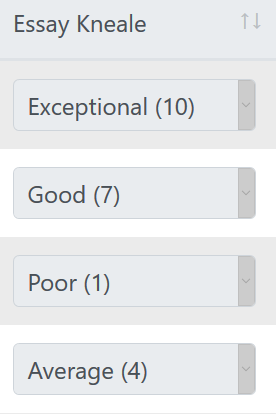 Essay Kneale
Exceptional (10)
Good (7)
Poor (1)
Average (4)